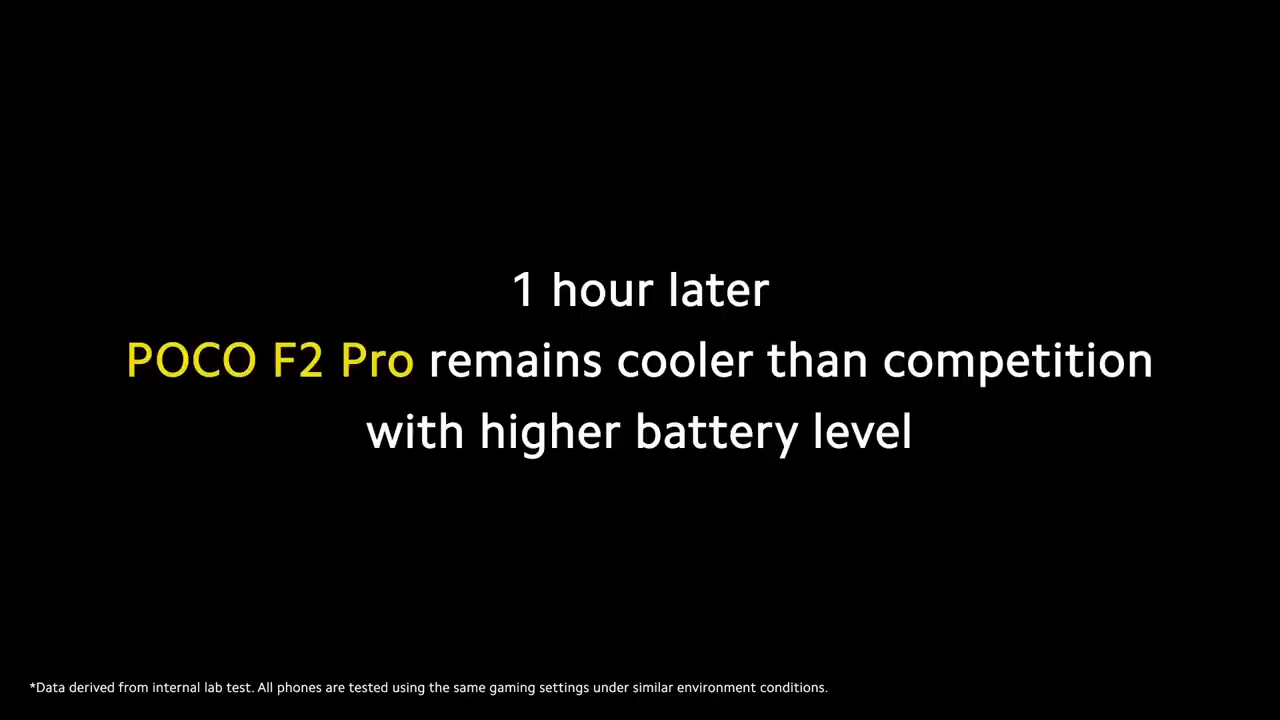 1 hour later
POCO F2 Pro remains cooler than competition
with higher battery level
*Data derived from internal lab test. All phones are tested using the same gaming settings under similar environment conditions.